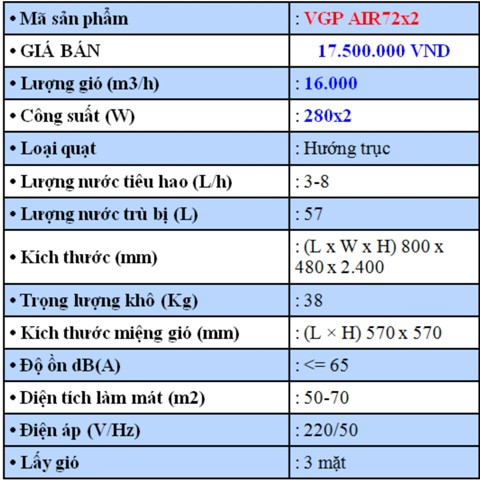 • Mã sản phẩm : VGP AIR72x2
• GIÁ BÁN 17.500.000 VND
• Lượng gió (m3/h) : 16.000
• Công suất (W) : 280x2
• Loại quạt : Hướng trục
• Lượng nước tiêu hao (L/h) : 3-8
• Lượng nước trù bị (L) : 57
• Kích thước (mm) : (L x W x H) 800 x
480 x 2.400
• Trọng lượng khô (Kg) : 38
• Kích thước miệng gió (mm) : (L × H) 570 x 570
• Độ ồn dB(A) : <= 65
• Diện tích làm mát (m2) : 50-70
• Điện áp (V/Hz) : 220/50
• Lấy gió : 3 mặt